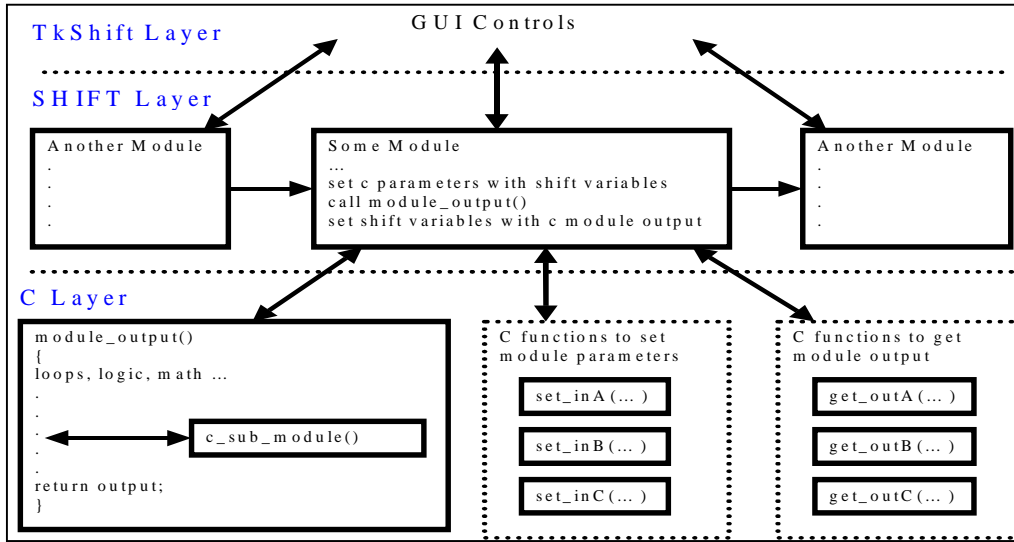 TkShift Layer
GUI Controls
SHIFT Layer
Another Module
.
.
.
.
Some Module
...
set c parameters with shift variables
call module_output()
set shift variables with c module output
Another Module
.
.
.
.
C Layer
module_output()
{
loops, logic, math ...
.
.
.
.
.
return output;
}
c_sub_module()
C functions to set
module parameters
set_inA(...)
set_inB(...)
set_inC(...)
C functions to get
module output
get_outA(...)
get_outB(...)
get_outC(...)